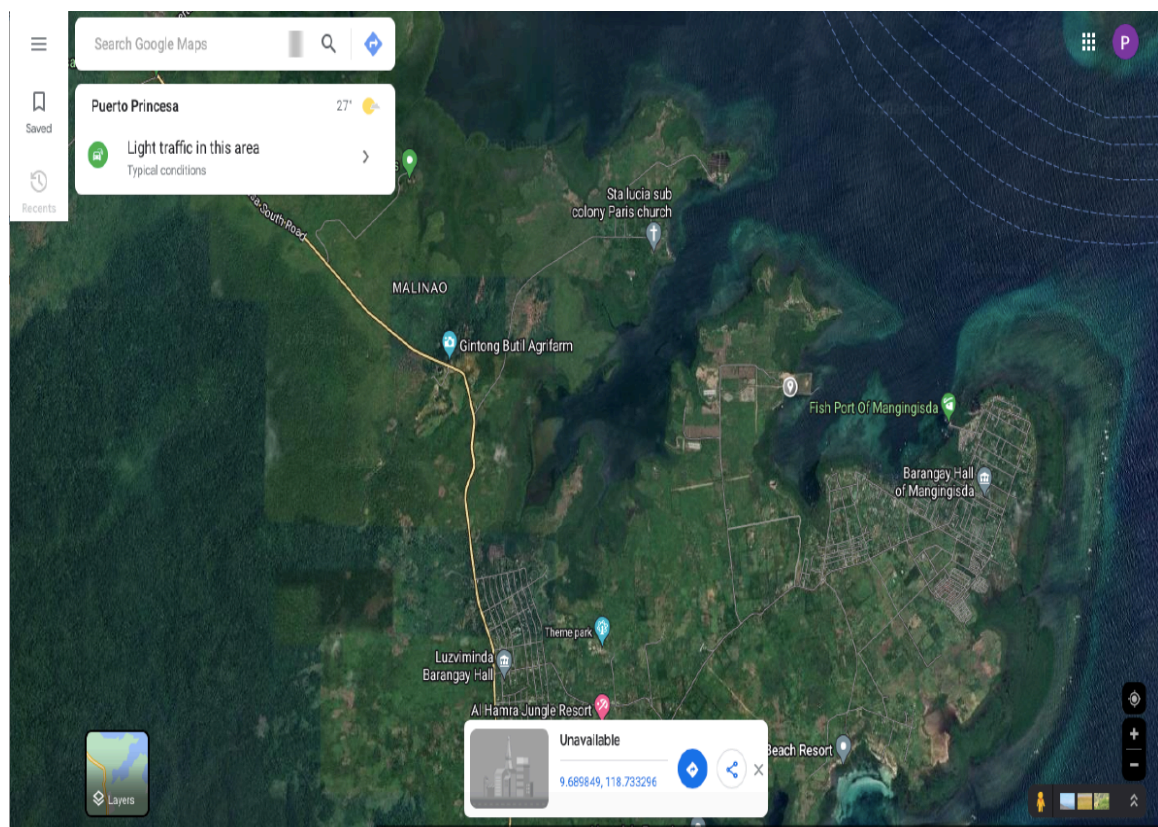 Search Google Maps
P
Saved
Puerto Princesa
27°
Light traffic in this area
Typical conditions
Recents
Sta lucia sub
colony Paris church
South Road
MALINAO
Gintong Butil Agrifarm
Fish Port Of Mangingisda
Barangay Hall
of Mangingisda
Theme park
Luzviminda
Barangay Hall
Al Hamra Jungle Resort
Unavailable
Beach Resort
9.689849, 118.733296
Layers